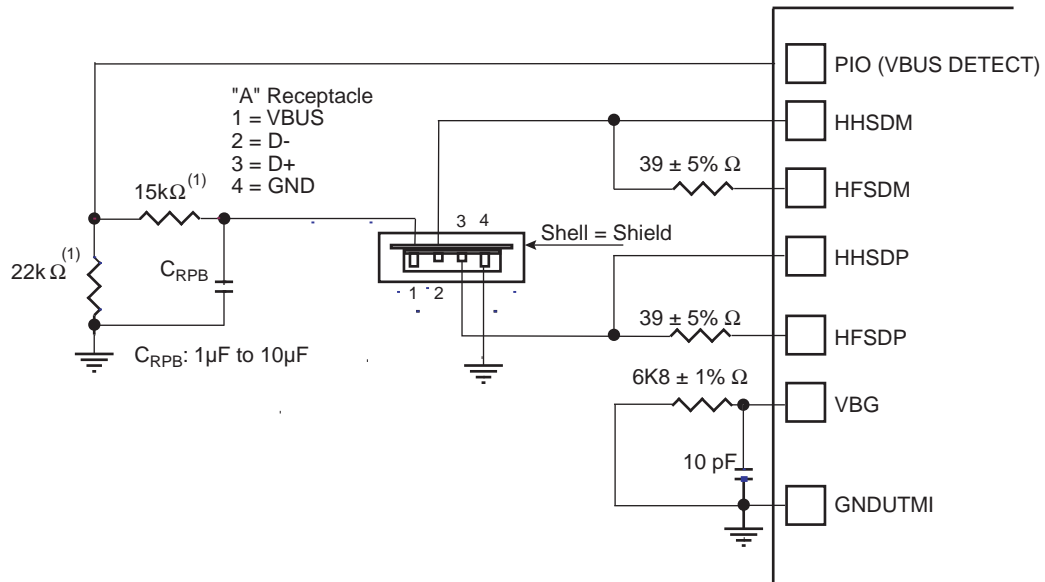 PIO (VBUS DETECT)
"A" Receptacle
1 = VBUS
2 = D-
3 = D+
4 = GND
HHSDM
39 ± 5% Ω
HFSDM
15kΩ(1)
3 4
Shell = Shield
HHSDP
22k Ω(1)
CRPB
1 2
39 ± 5% Ω
HFSDP
CRPB: 1µF to 10µF
6K8 ± 1% Ω
VBG
10 pF
GNDUTMI